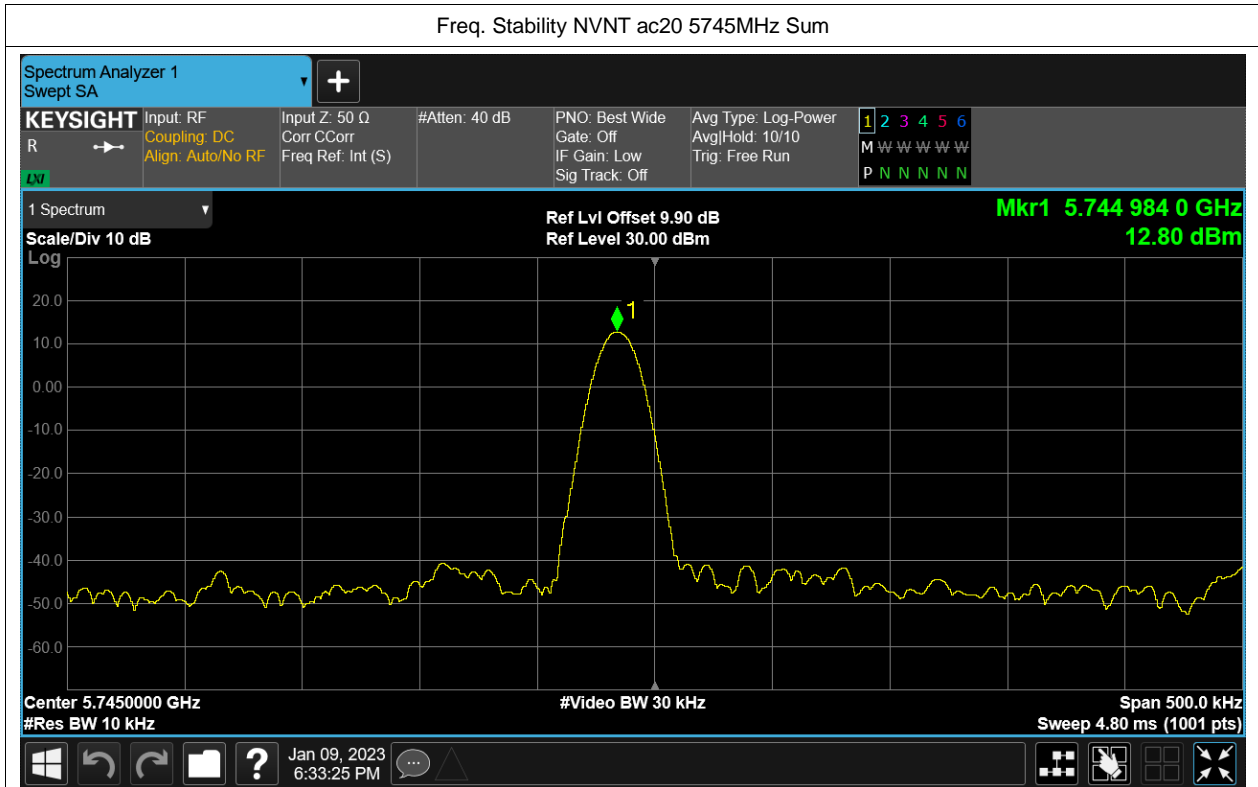 Freq. Stability NVNT ac20 5745MHz Sum
Spectrum Analyzer 1
Swept SA
KEYSIGHT
R
LXI
Input: RF
Coupling: DC
Align: Auto/No RF
Input Z: 50 Ω
Corr CCorr
Freq Ref: Int (S)
#Atten: 40 dB
PNO: Best Wide
Gate: Off
IF Gain: Low
Sig Track: Off
Avg Type: Log-Power
Avg|Hold: 10/10
Trig: Free Run
1 2 3 4 5 6
M W W W W W
P N N N N N
1 Spectrum
Scale/Div 10 dB
Log
Ref Lvl Offset 9.90 dB
Ref Level 30.00 dBm
Mkr1 5.744 984 0 GHz
12.80 dBm
1
20.0
10.0
0.00
-10.0
-20.0
-30.0
-40.0
-50.0
-60.0
Center 5.7450000 GHz
#Res BW 10 kHz
#Video BW 30 kHz
Span 500.0 kHz
Sweep 4.80 ms (1001 pts)
?
Jan 09, 2023
6:33:25 PM